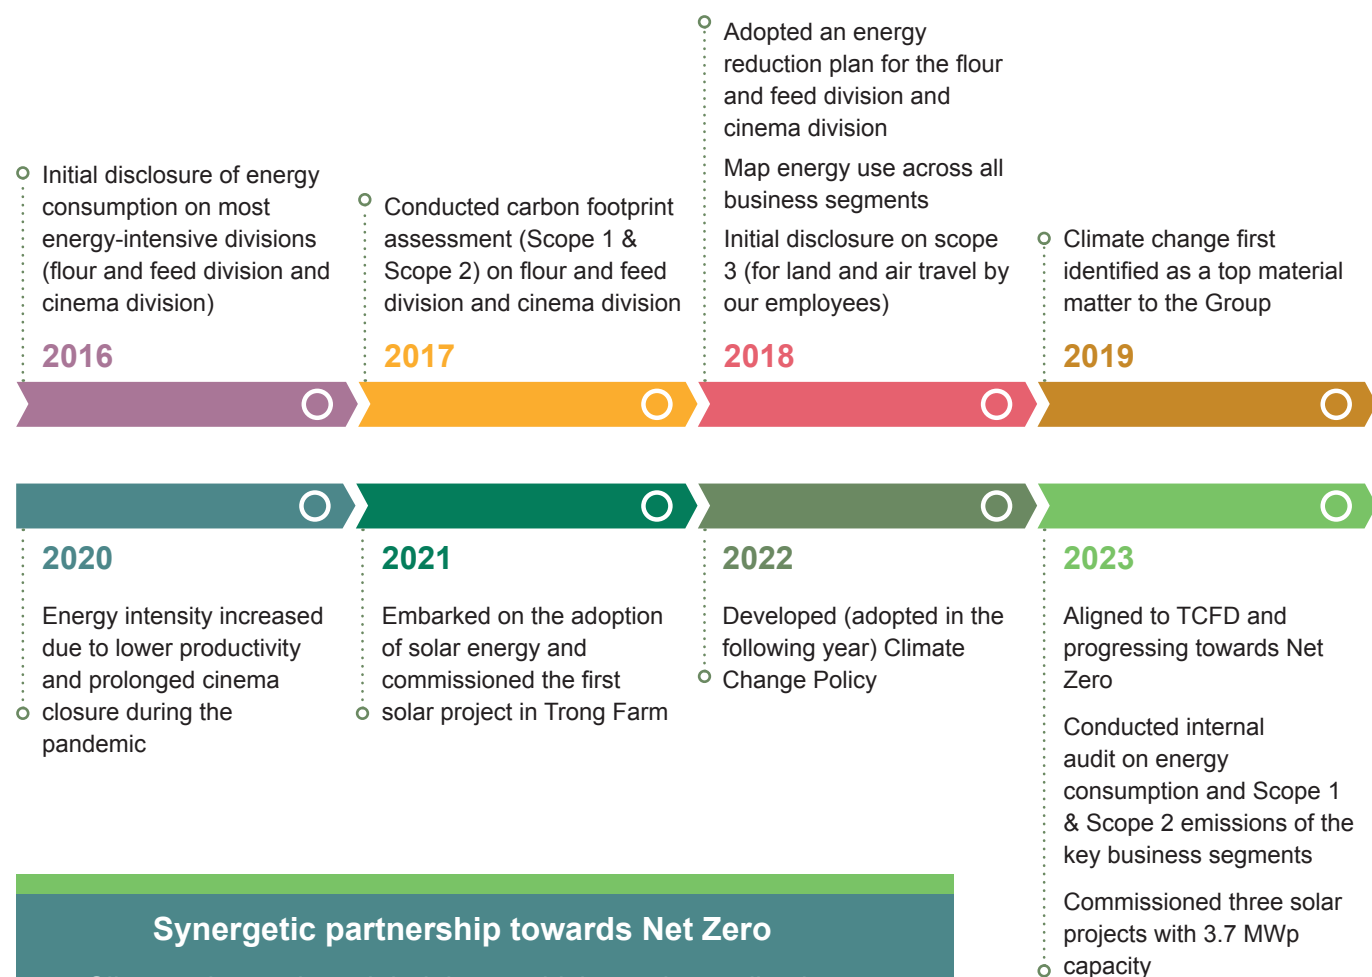 Initial disclosure of energy
consumption on most
energy-intensive divisions
(flour and feed division and
cinema division)
2016
Conducted carbon footprint
assessment (Scope 1 &
Scope 2) on flour and feed
division and cinema division
2017
Adopted an energy
reduction plan for the flour
and feed division and
cinema division
Map energy use across all
business segments
Initial disclosure on scope
3 (for land and air travel by
our employees)
2018
Climate change first
identified as a top material
matter to the Group
2019
2020
Energy intensity increased
due to lower productivity
and prolonged cinema
closure during the
pandemic
2021
Embarked on the adoption
of solar energy and
commissioned the first
solar project in Trong Farm
2022
Developed (adopted in the
following year) Climate
Change Policy
2023
Aligned to TCFD and
progressing towards Net
Zero
Conducted internal
audit on energy
consumption and Scope 1
& Scope 2 emissions of the
key business segments
Commissioned three solar
projects with 3.7 MWp
capacity
Synergetic partnership towards Net Zero